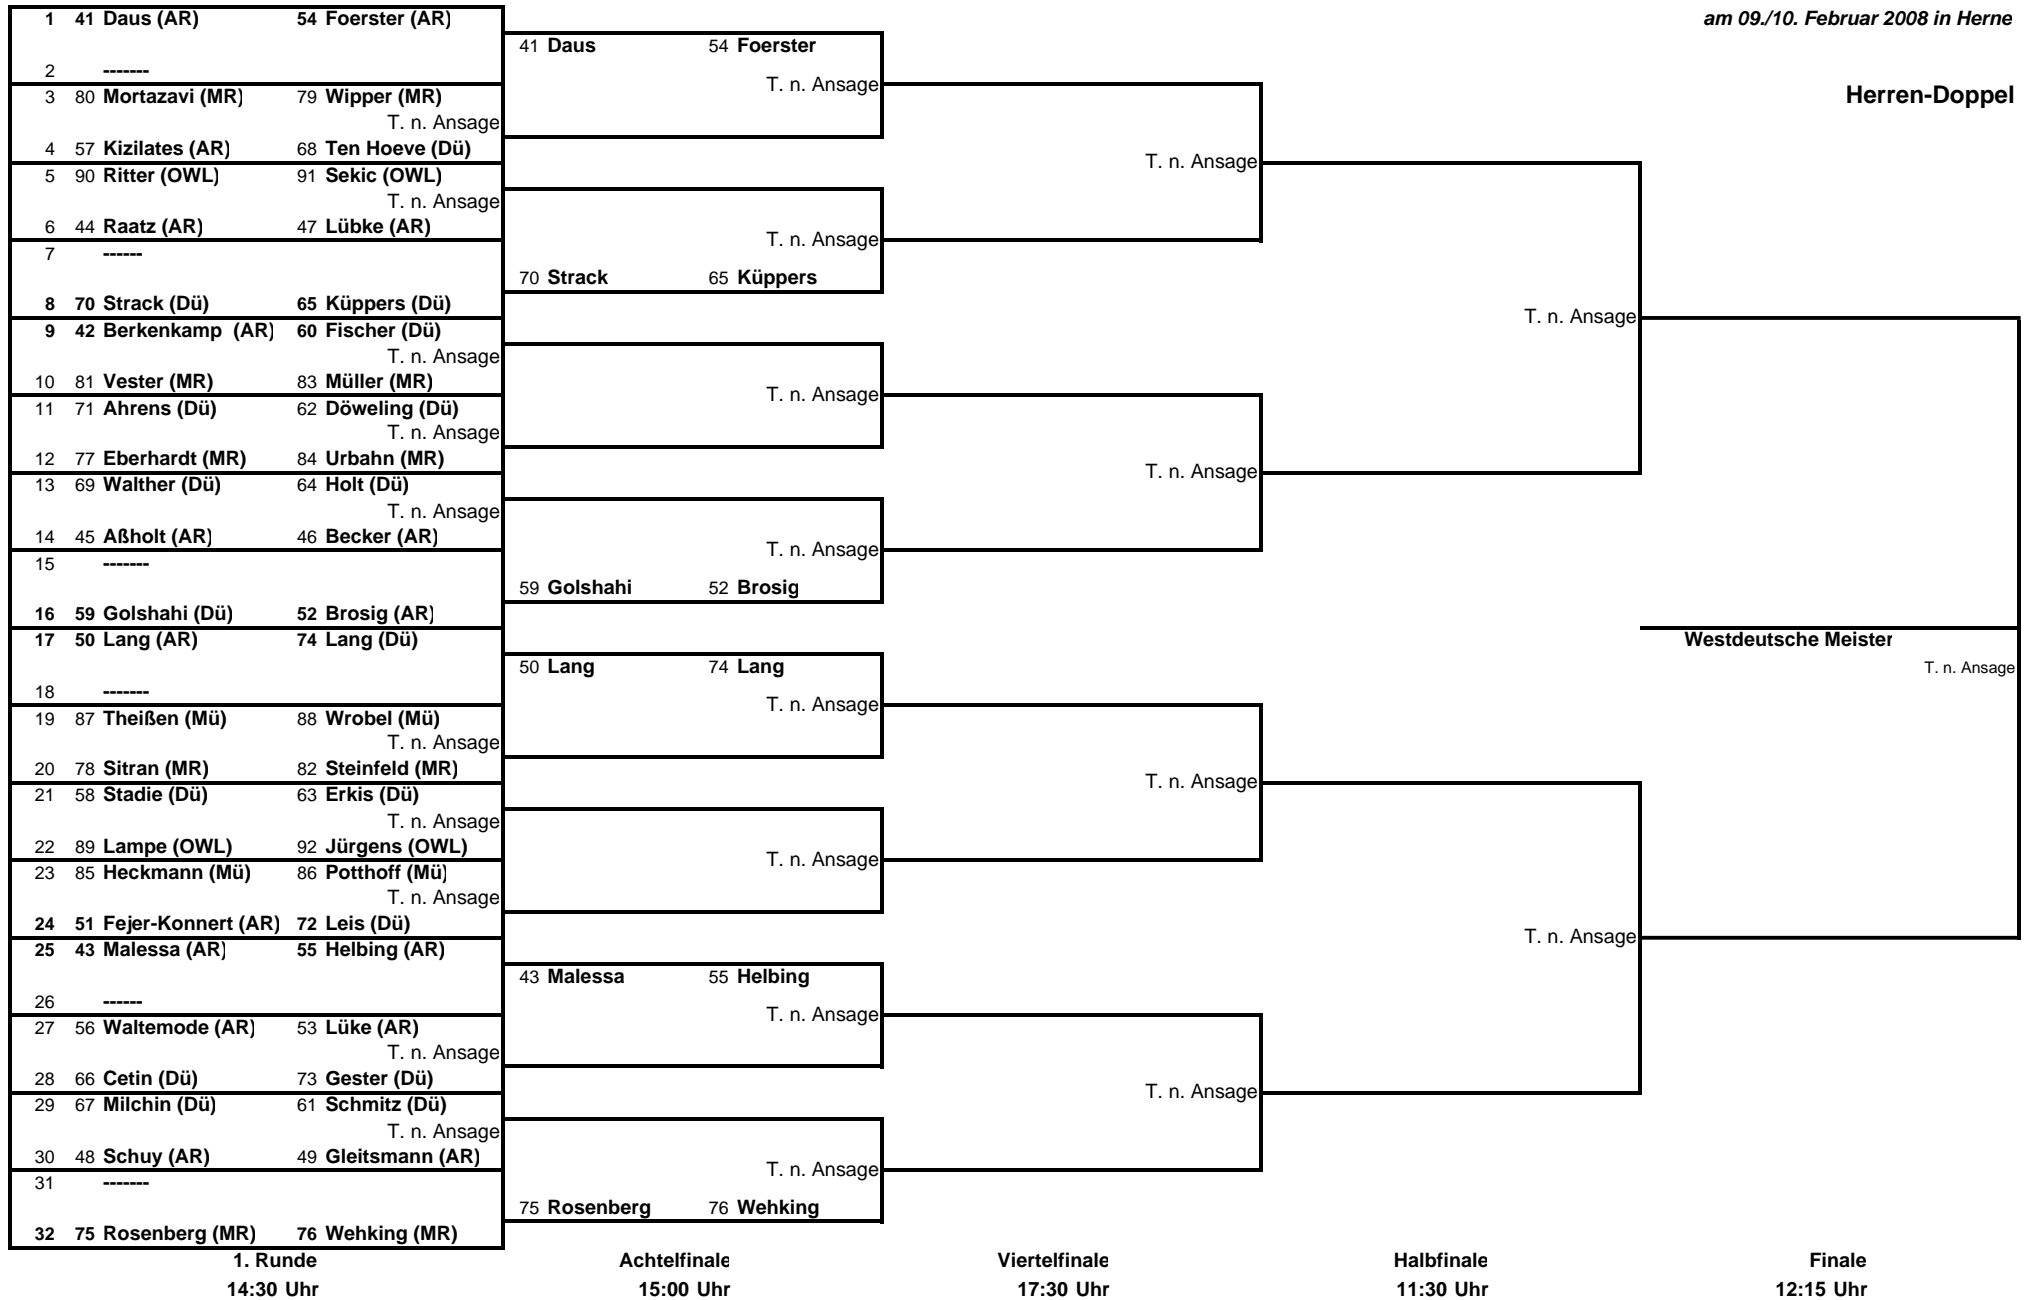 1 41 Daus (AR) 54 Foerster (AR) am 09./10. Februar 2008 in Herne
41 Daus 54 Foerster
2 -------
T. n. Ansage
3 80 Mortazavi (MR) 79 Wipper (MR) Herren-Doppel
T. n. Ansage
4 57 Kizilates (AR) 68 Ten Hoeve (Dü)
T. n. Ansage
5 90 Ritter (OWL) 91 Sekic (OWL)
T. n. Ansage
6 44 Raatz (AR) 47 Lübke (AR)
T. n. Ansage
7 ------
70 Strack 65 Küppers
8 70 Strack (Dü) 65 Küppers (Dü)
T. n. Ansage
9 42 Berkenkamp (AR) 60 Fischer (Dü)
T. n. Ansage
10 81 Vester (MR) 83 Müller (MR)
T. n. Ansage
11 71 Ahrens (Dü) 62 Döweling (Dü)
T. n. Ansage
12 77 Eberhardt (MR) 84 Urbahn (MR)
T. n. Ansage
13 69 Walther (Dü) 64 Holt (Dü)
T. n. Ansage
14 45 Aßholt (AR) 46 Becker (AR)
T. n. Ansage
15 -------
59 Golshahi 52 Brosig
16 59 Golshahi (Dü) 52 Brosig (AR)
17 50 Lang (AR) 74 Lang (Dü) Westdeutsche Meister
50 Lang 74 Lang T. n. Ansage
18 -------
T. n. Ansage
19 87 Theißen (Mü) 88 Wrobel (Mü)
T. n. Ansage
20 78 Sitran (MR) 82 Steinfeld (MR)
T. n. Ansage
21 58 Stadie (Dü) 63 Erkis (Dü)
T. n. Ansage
22 89 Lampe (OWL) 92 Jürgens (OWL)
T. n. Ansage
23 85 Heckmann (Mü) 86 Potthoff (Mü)
T. n. Ansage
24 51 Fejer-Konnert (AR) 72 Leis (Dü)
T. n. Ansage
25 43 Malessa (AR) 55 Helbing (AR)
43 Malessa 55 Helbing
26 ------
T. n. Ansage
27 56 Waltemode (AR) 53 Lüke (AR)
T. n. Ansage
28 66 Cetin (Dü) 73 Gester (Dü)
T. n. Ansage
29 67 Milchin (Dü) 61 Schmitz (Dü)
T. n. Ansage
30 48 Schuy (AR) 49 Gleitsmann (AR)
T. n. Ansage
31 -------
75 Rosenberg 76 Wehking
32 75 Rosenberg (MR) 76 Wehking (MR)
1. Runde Achtelfinale Viertelfinale Halbfinale Finale
14:30 Uhr 15:00 Uhr 17:30 Uhr 11:30 Uhr 12:15 Uhr